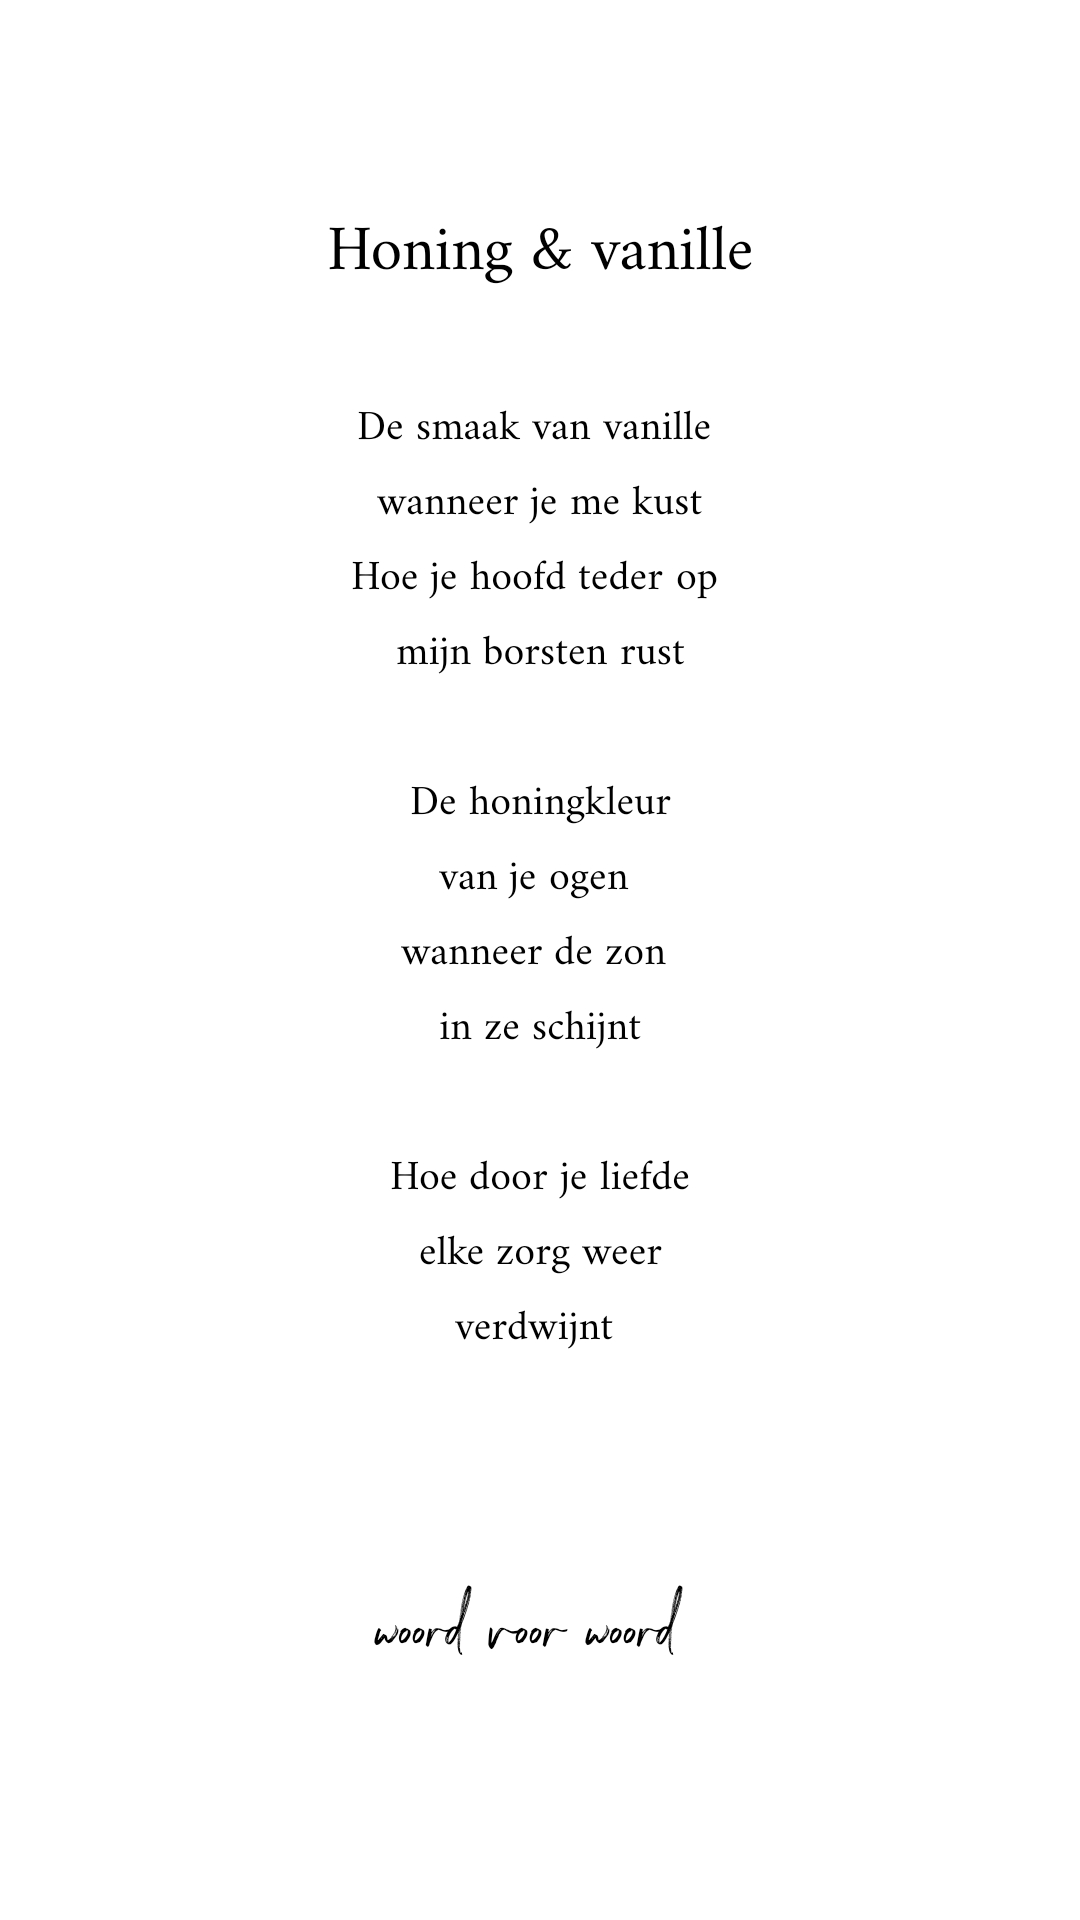 Honing & vanille
De smaak van vanille
wanneer je me kust
Hoe je hoofd teder op
mijn borsten rust
De honingkleur
van je ogen
wanneer de zon
in ze schijnt
Hoe door je liefde
elke zorg weer
verdwijnt
woord voor woord